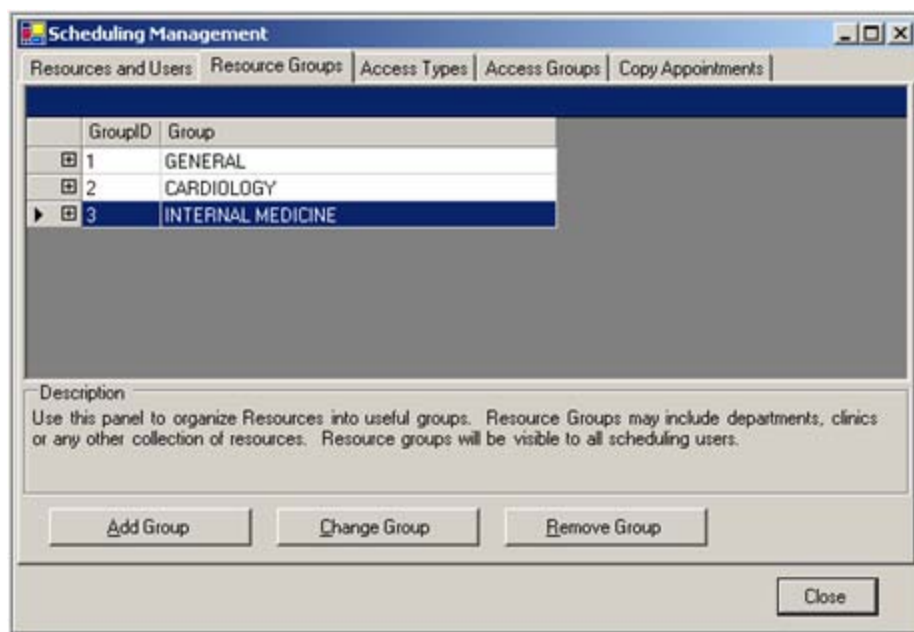 Scheduling Management
Resources and Users Resource Groups Access Types Access Groups Copy Appointments
GroupID Group
1 GENERAL
2 CARDIOLOGY
3 INTERNAL MEDICINE
Description
Use this panel to organize Resources into useful groups. Resource Groups may include departments, clinics
or any other collection of resources. Resource groups will be visible to all scheduling users.
Add Group Change Group Remove Group
Close